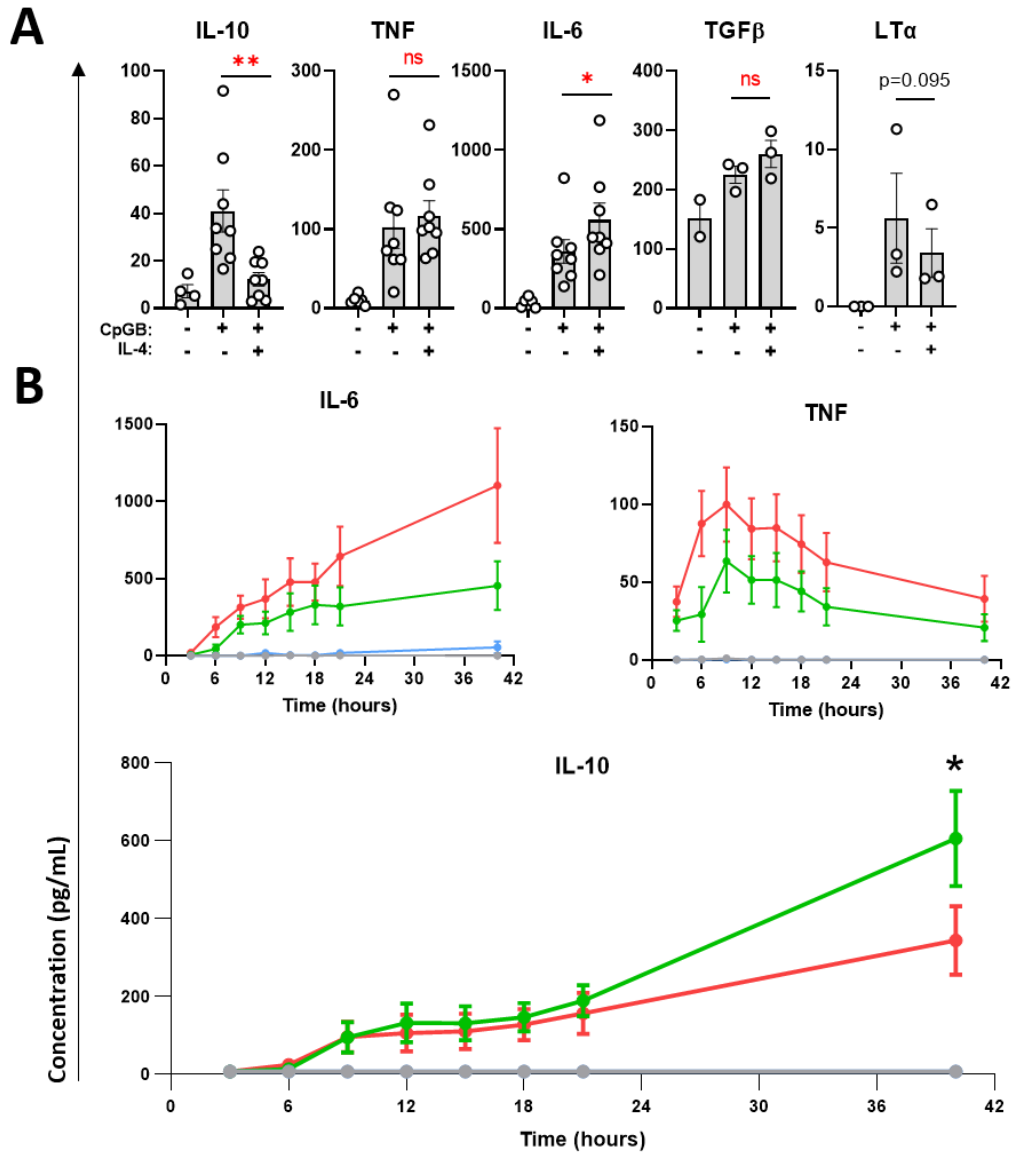 A
IL-10 TNF IL-6 TGFβ LTα
** ns * ns p=0.095
100 80 60 40 20 0
300 200 100 0
1500 1000 500 0
400 300 200 100 0
15 10 5 0
CpGB: - + + - + + - + + - + + - + +
IL-4: - - + - - + - - + - - + - - +
B
IL-6
1500
1000
500
0
0 6 12 18 24 30 36 42
Time (hours)
TNF
150
100
50
0
0 6 12 18 24 30 36 42
Time (hours)
Concentration (pg/mL)
IL-10
*
800
600
400
200
0
0 6 12 18 24 30 36 42
Time (hours)